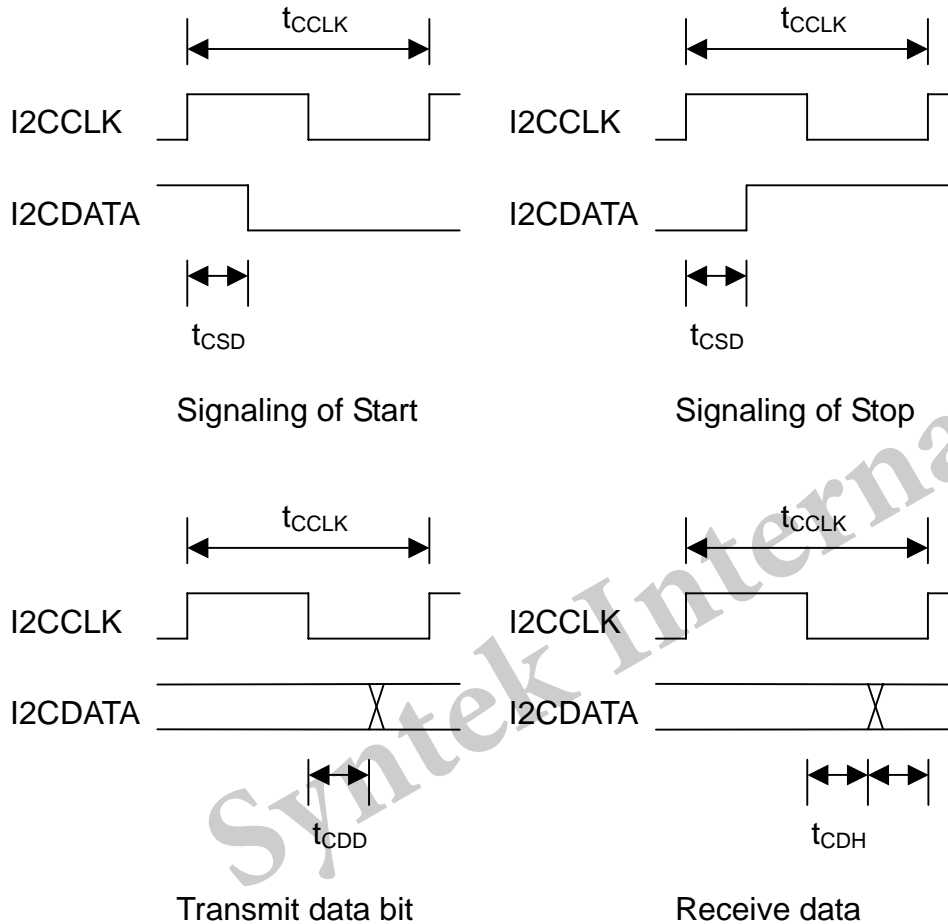 tCCLK
I2CCLK
I2CDATA
tCSD
Signaling of Start
tCCLK
I2CCLK
I2CDATA
tCSD
Signaling of Stop
tCCLK
I2CCLK
I2CDATA
tCDD
Transmit data bit
tCCLK
I2CCLK
I2CDATA
tCDH
Receive data
Syntek Interna